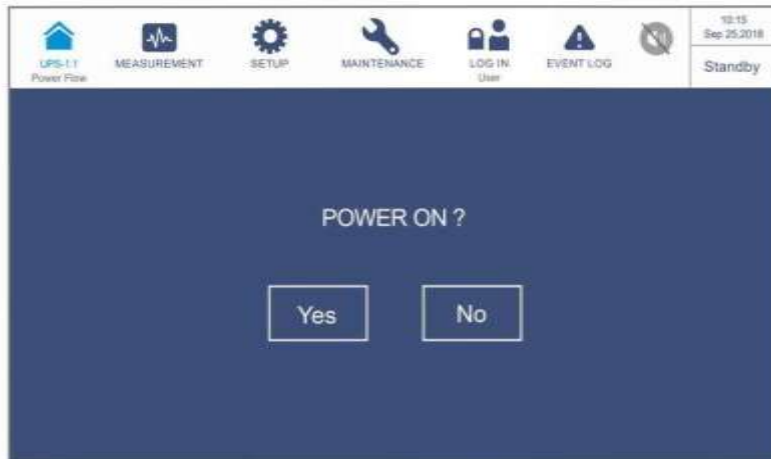 UPS-1.1
Power Flow
MEASUREMENT
SETUP
MAINTENANCE
LOG IN
User
EVENT LOG
10:15
Sep 25,2018
Standby
POWER ON ?
Yes
No